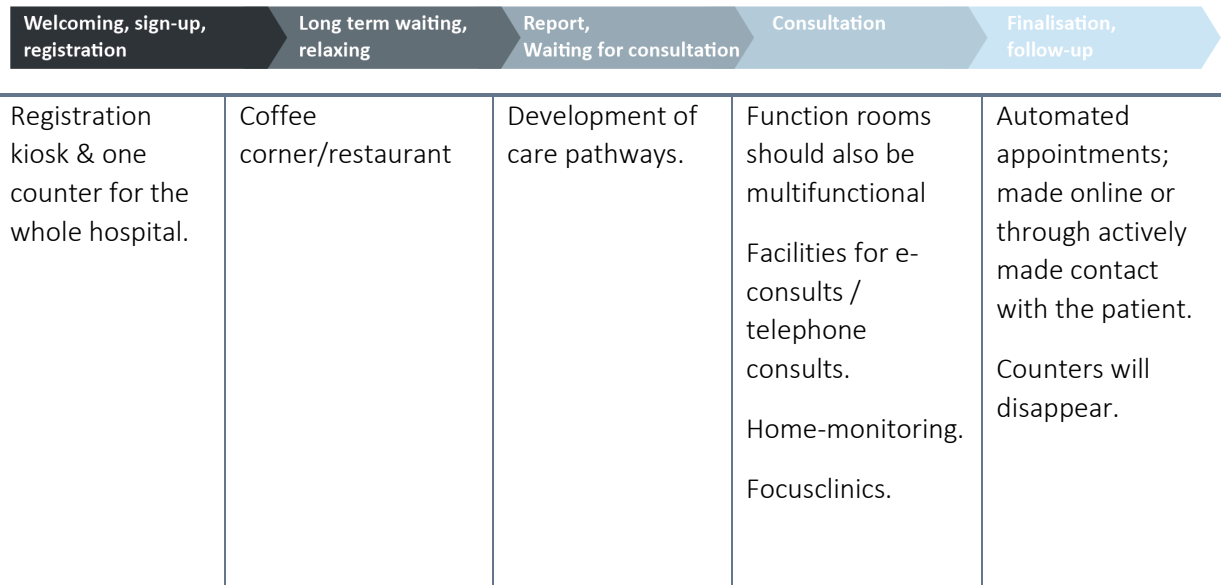 Welcoming, sign-up,
registration
Long term waiting,
relaxing
Report,
Waiting for consultation
Consultation
Finalisation,
follow-up
Registration
kiosk & one
counter for the
whole hospital.
Coffee
corner/restaurant
Development of
care pathways.
Function rooms
should also be
multifunctional
Facilities for e-
consults /
telephone
consults.
Home-monitoring.
Focusclinics.
Automated
appointments;
made online or
through actively
made contact
with the patient.
Counters will
disappear.